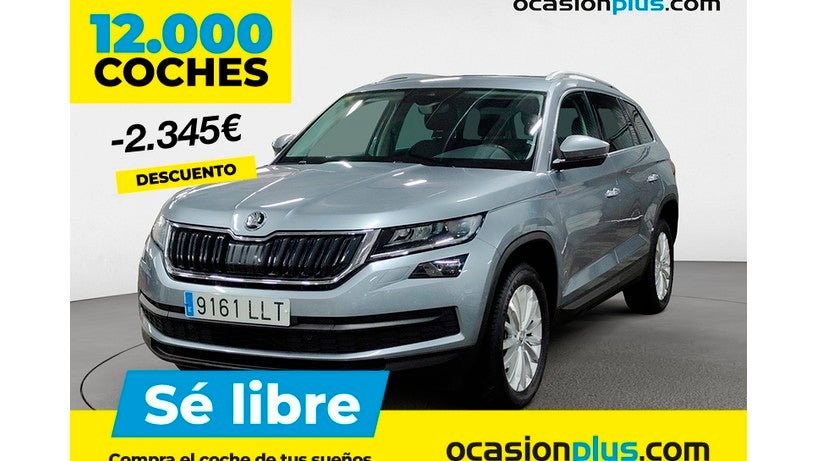 12.000
COCHES
ocasionplus.com
-2.345€
DESCUENTO
9161 LLT
Sé libre
Compra el coche de tus sueños
ocasionplus.com